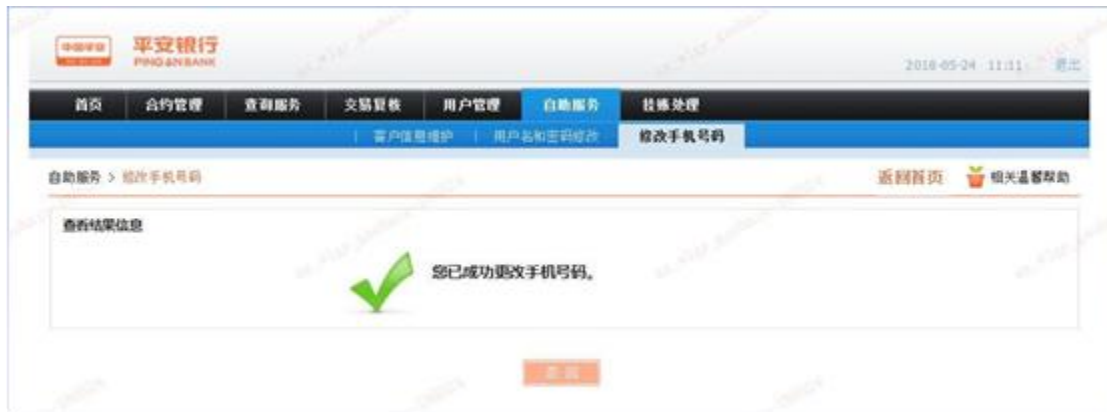 中国平安
平安银行
PING AN BANK
2016-05-24 11:11 退出
首页 合约管理 查询服务 交易复核 用户管理 自助服务 挂账处理
| 客户信息维护 | 用户名和密码修改 修改手机号码
自助服务 > 修改手机号码 返回首页 相关温馨帮助
查看结果信息
您已成功更改手机号码。
返回